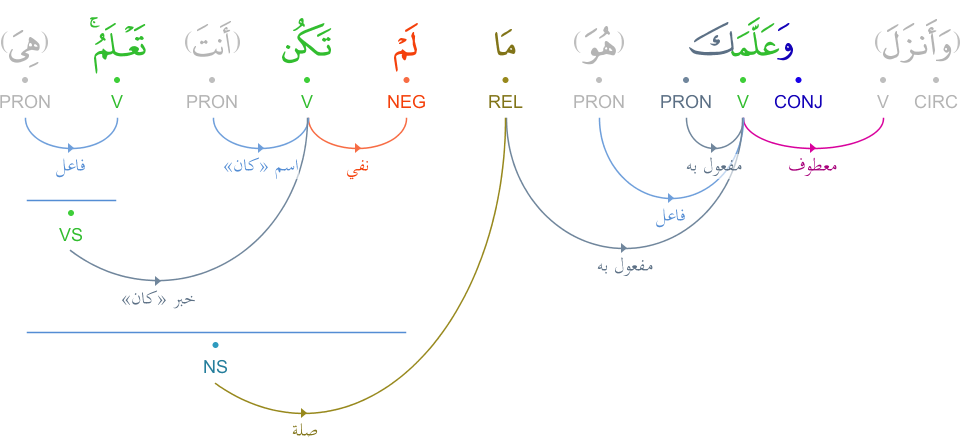 (وَأَنزَلَ) وَعَلَّمَكَ (هُوَ) مَا لَمْ تَكُن (أَنتَ) تَعْلَمُ ۚ (هِيَ)
CIRC V CONJ V PRON PRON REL NEG V PRON V PRON
معطوف مفعول به نفي اسم «كان» فاعل
فاعل
VS
مفعول به
خبر «كان»
NS
صلة